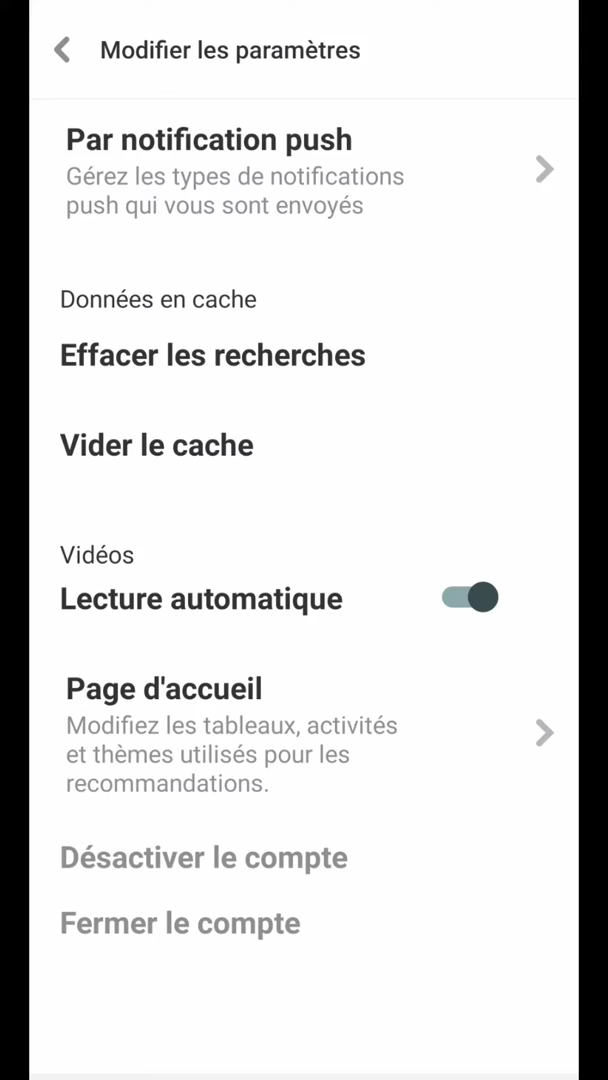 Modifier les paramètres
Par notification push
Gérez les types de notifications
push qui vous sont envoyés
Données en cache
Effacer les recherches
Vider le cache
Vidéos
Lecture automatique
Page d'accueil
Modifiez les tableaux, activités
et thèmes utilisés pour les
recommandations.
Désactiver le compte
Fermer le compte